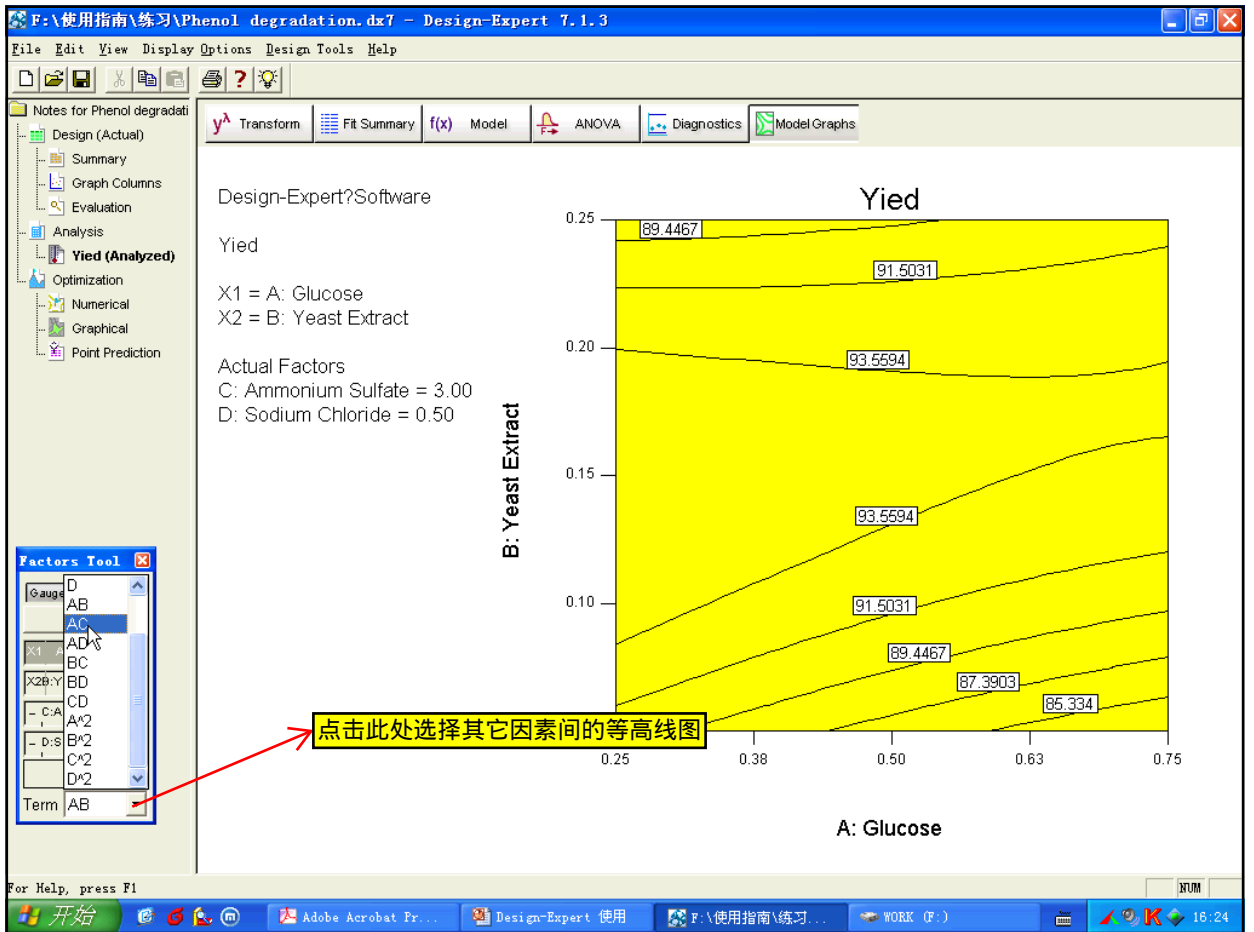 F:\使用指南\练习\Phenol degradation.dx7 - Design-Expert 7.1.3
File Edit View Display Options Design Tools Help
Notes for Phenol degradati
Design (Actual)
Summary
Graph Columns
Evaluation
Analysis
Yied (Analyzed)
Optimization
Numerical
Graphical
Point Prediction
yλ Transform
Fit Summary
f(x) Model
ANOVA
Diagnostics
Model Graphs
Design-Expert?Software
Yied
X1 = A: Glucose
X2 = B: Yeast Extract
Actual Factors
C: Ammonium Sulfate = 3.00
D: Sodium Chloride = 0.50
Yied
0.25
0.20
0.15
0.10
B: Yeast Extract
89.4467
91.5031
93.5594
93.5594
91.5031
89.4467
87.3903
85.334
0.25 0.38 0.50 0.63 0.75
A: Glucose
Factors Tool
Gauge
X1 A
X2B:Y
C:A
D:S
D
AB
AC
AD
BC
BD
CD
A^2
B^2
C^2
D^2
Term AB
点击此处选择其它因素间的等高线图
For Help, press F1
NUM
开始
Adobe Acrobat Pr...
Design-Expert 使用
F:\使用指南\练习...
WORK (F:)
16:24